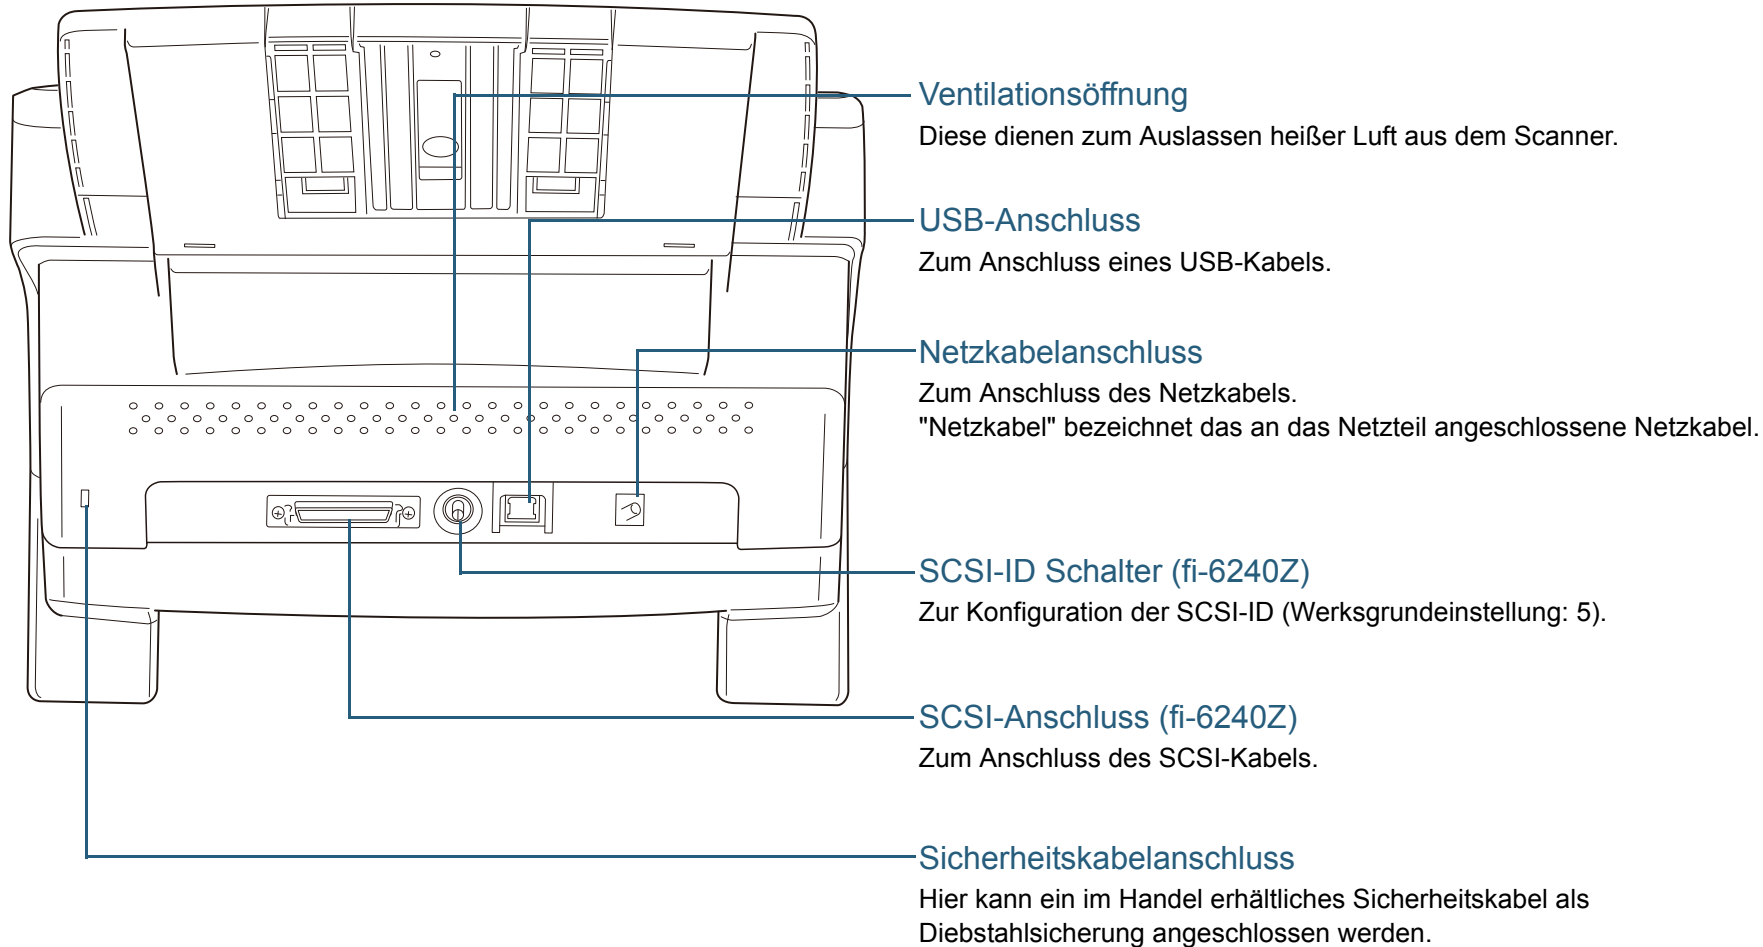 Ventilationsöffnung
Diese dienen zum Auslassen heißer Luft aus dem Scanner.
USB-Anschluss
Zum Anschluss eines USB-Kabels.
Netzkabelanschluss
Zum Anschluss des Netzkabels.
"Netzkabel" bezeichnet das an das Netzteil angeschlossene Netzkabel.
SCSI-ID Schalter (fi-6240Z)
Zur Konfiguration der SCSI-ID (Werksgrundeinstellung: 5).
SCSI-Anschluss (fi-6240Z)
Zum Anschluss des SCSI-Kabels.
Sicherheitskabelanschluss
Hier kann ein im Handel erhältliches Sicherheitskabel als
Diebstahlsicherung angeschlossen werden.